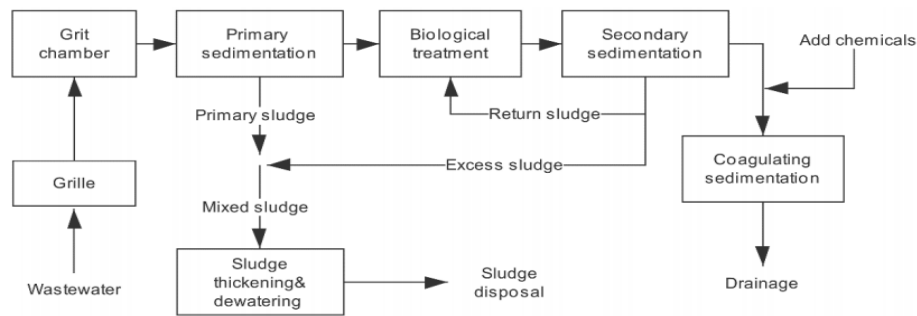 Grit
chamber
Primary
sedimentation
Biological
treatment
Secondary
sedimentation
Add chemicals
Primary sludge
Return sludge
Excess sludge
Coagulating
sedimentation
Grille
Mixed sludge
Sludge
thickening&
dewatering
Sludge
disposal
Wastewater
Drainage